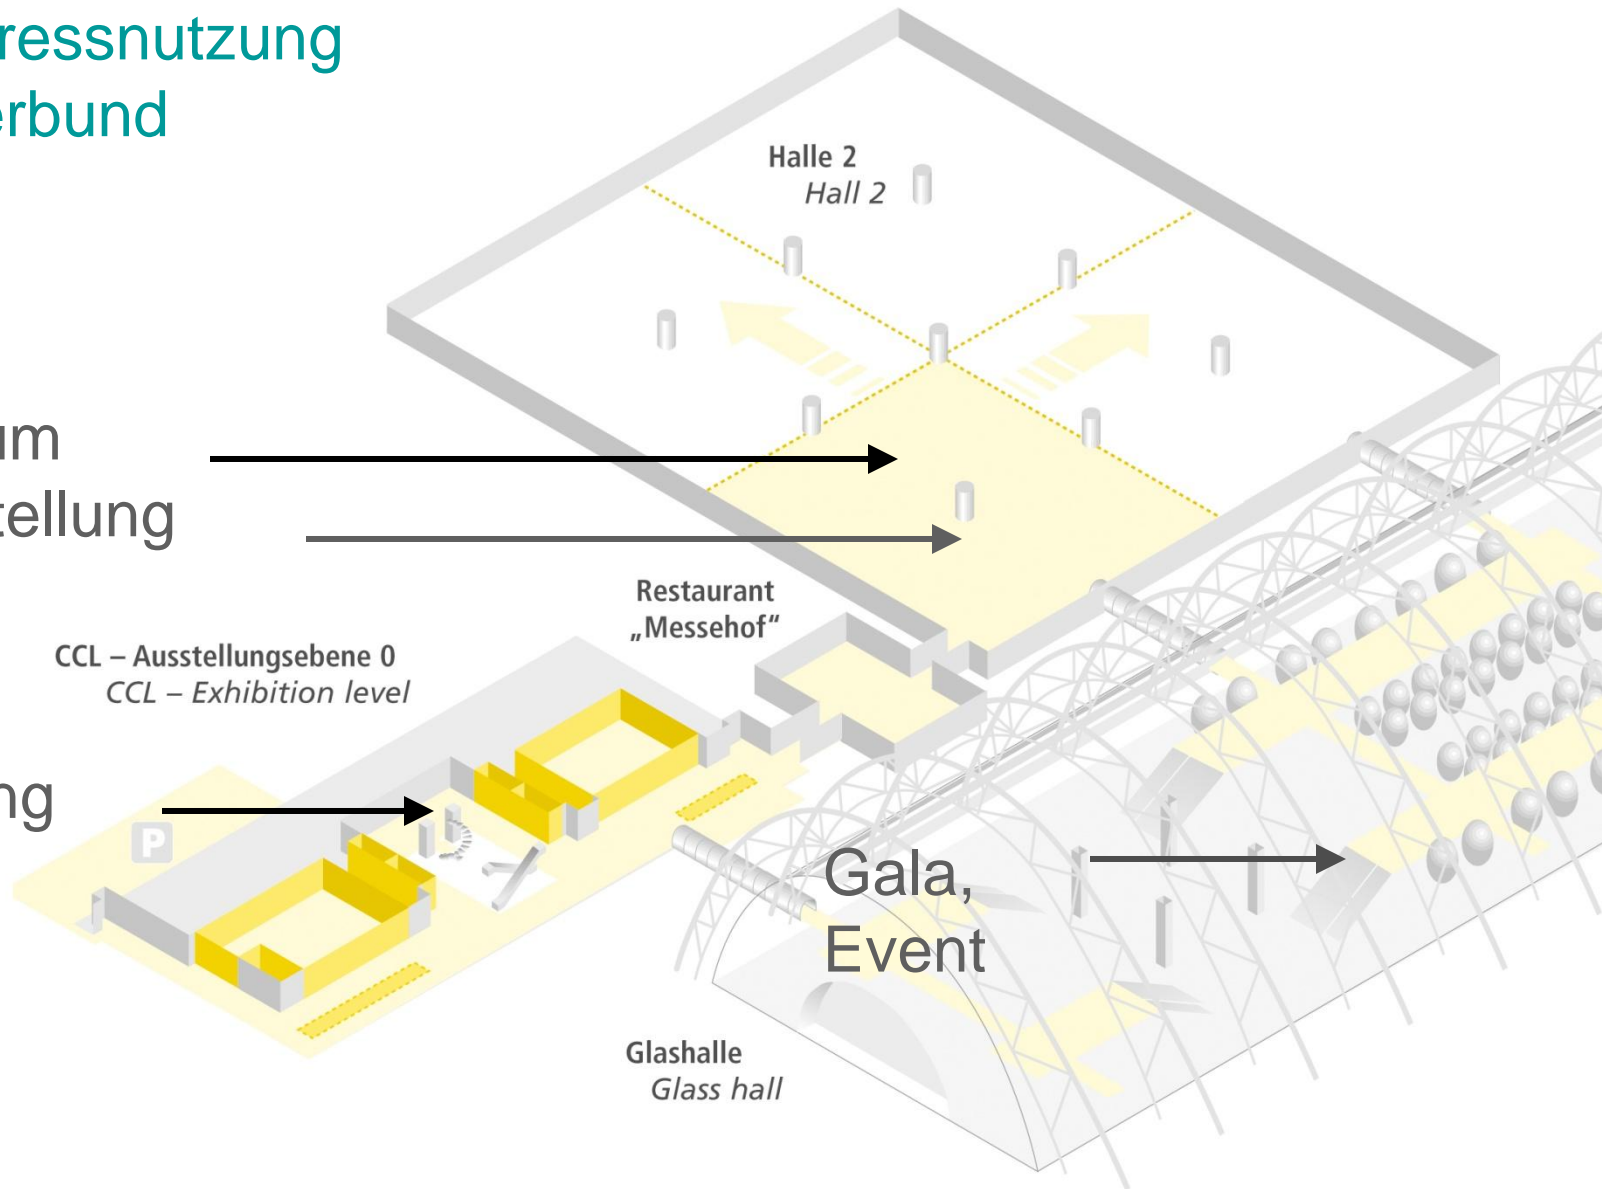 ressnutzung
erbund
Halle 2
Hall 2
um
tellung
Restaurant
„Messehof“
CCL – Ausstellungsebene 0
CCL – Exhibition level
ng
P
Gala,
Event
Glashalle
Glass hall